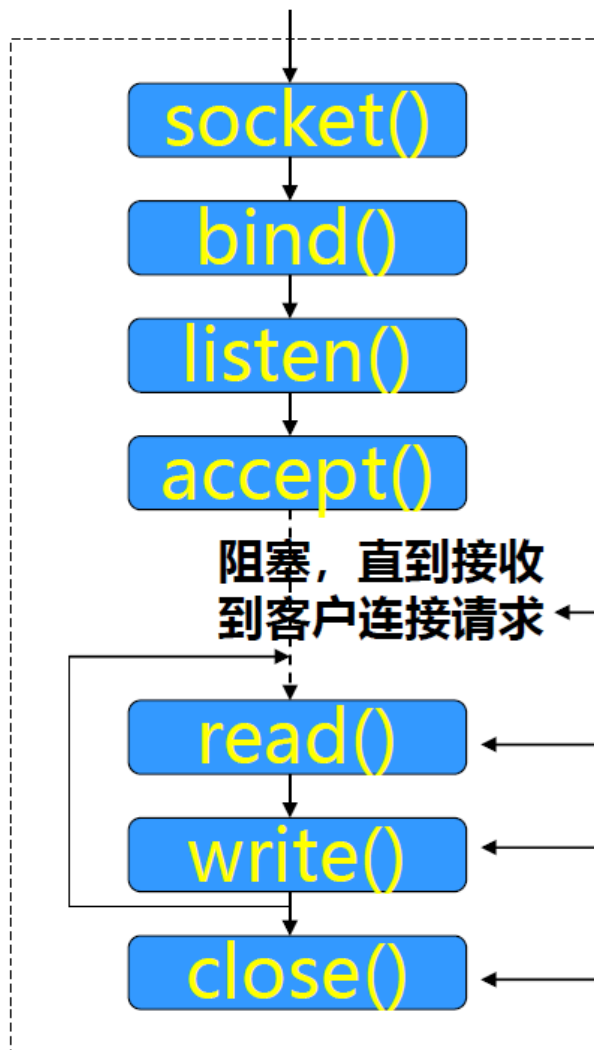 socket()
bind()
listen()
accept()
阻塞，直到接收
到客户连接请求
read()
write()
close()